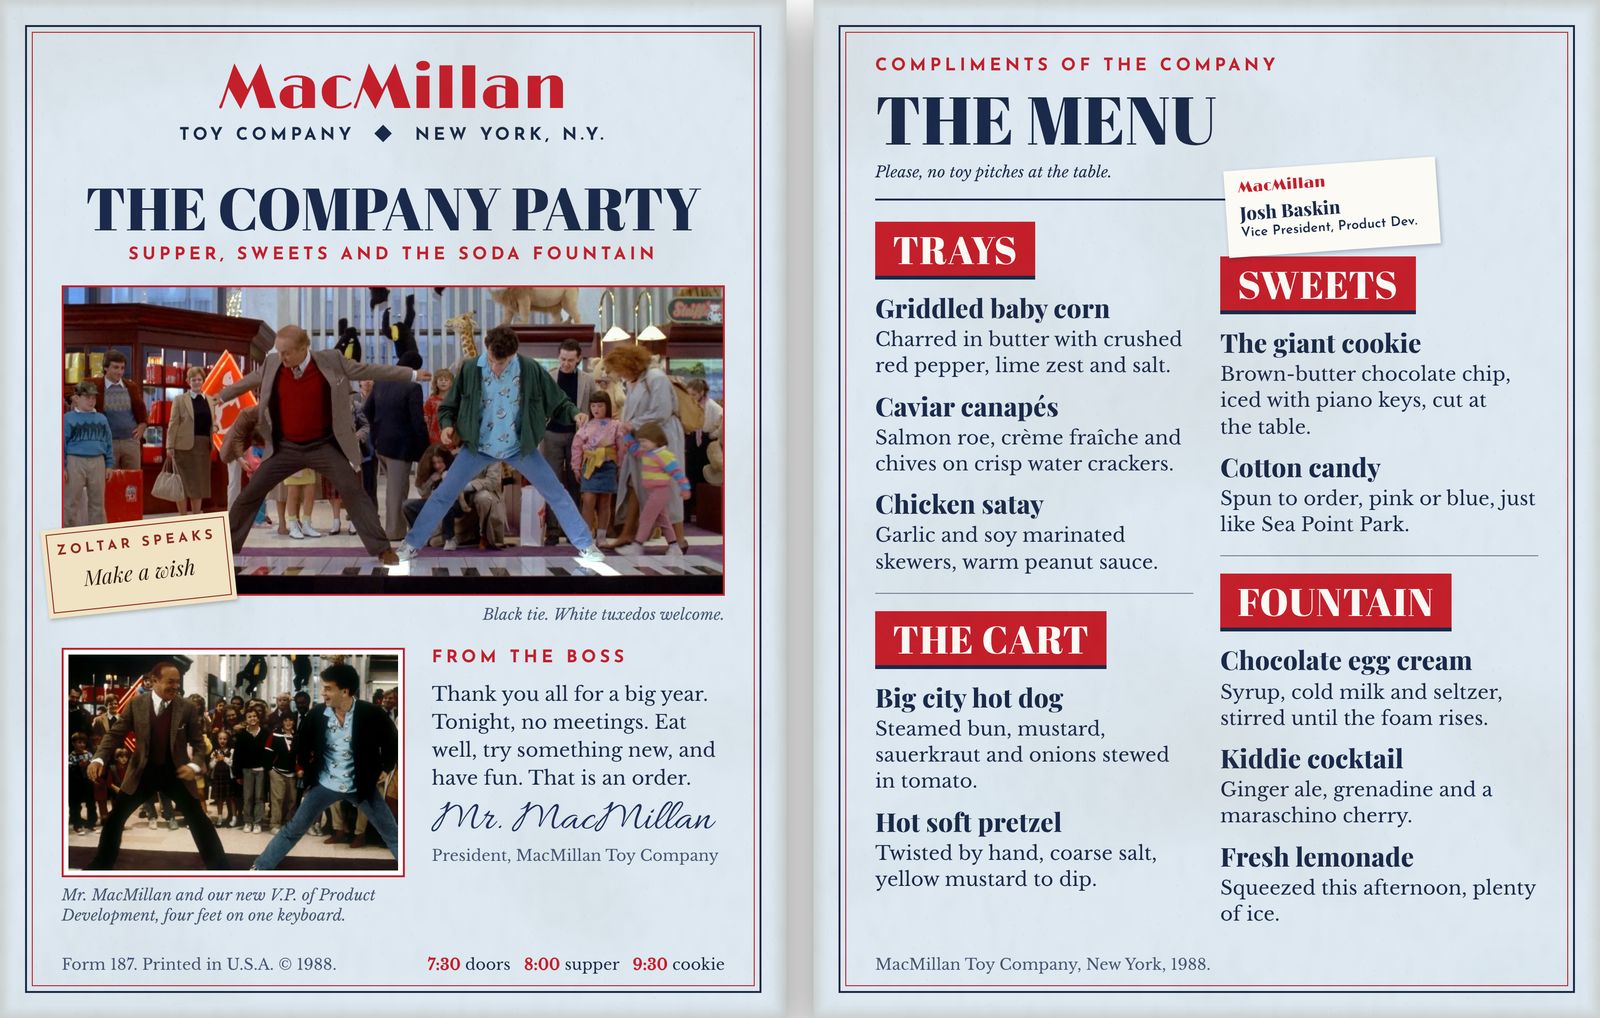 MacMillan
TOY COMPANY ◆ NEW YORK, N.Y.
THE COMPANY PARTY
SUPPER, SWEETS AND THE SODA FOUNTAIN
ZOLTAR SPEAKS
Make a wish
Black tie. White tuxedos welcome.
FROM THE BOSS
Thank you all for a big year.
Tonight, no meetings. Eat
well, try something new, and
have fun. That is an order.
Mr. MacMillan
President, MacMillan Toy Company
Mr. MacMillan and our new V.P. of Product
Development, four feet on one keyboard.
Form 187. Printed in U.S.A. © 1988.
7:30 doors 8:00 supper 9:30 cookie
COMPLIMENTS OF THE COMPANY
THE MENU
Please, no toy pitches at the table.
MacMillan
Josh Baskin
Vice President, Product Dev.
TRAYS
Griddled baby corn
Charred in butter with crushed
red pepper, lime zest and salt.
Caviar canapés
Salmon roe, crème fraîche and
chives on crisp water crackers.
Chicken satay
Garlic and soy marinated
skewers, warm peanut sauce.
THE CART
Big city hot dog
Steamed bun, mustard,
sauerkraut and onions stewed
in tomato.
Hot soft pretzel
Twisted by hand, coarse salt,
yellow mustard to dip.
SWEETS
The giant cookie
Brown-butter chocolate chip,
iced with piano keys, cut at
the table.
Cotton candy
Spun to order, pink or blue, just
like Sea Point Park.
FOUNTAIN
Chocolate egg cream
Syrup, cold milk and seltzer,
stirred until the foam rises.
Kiddie cocktail
Ginger ale, grenadine and a
maraschino cherry.
Fresh lemonade
Squeezed this afternoon, plenty
of ice.
MacMillan Toy Company, New York, 1988.